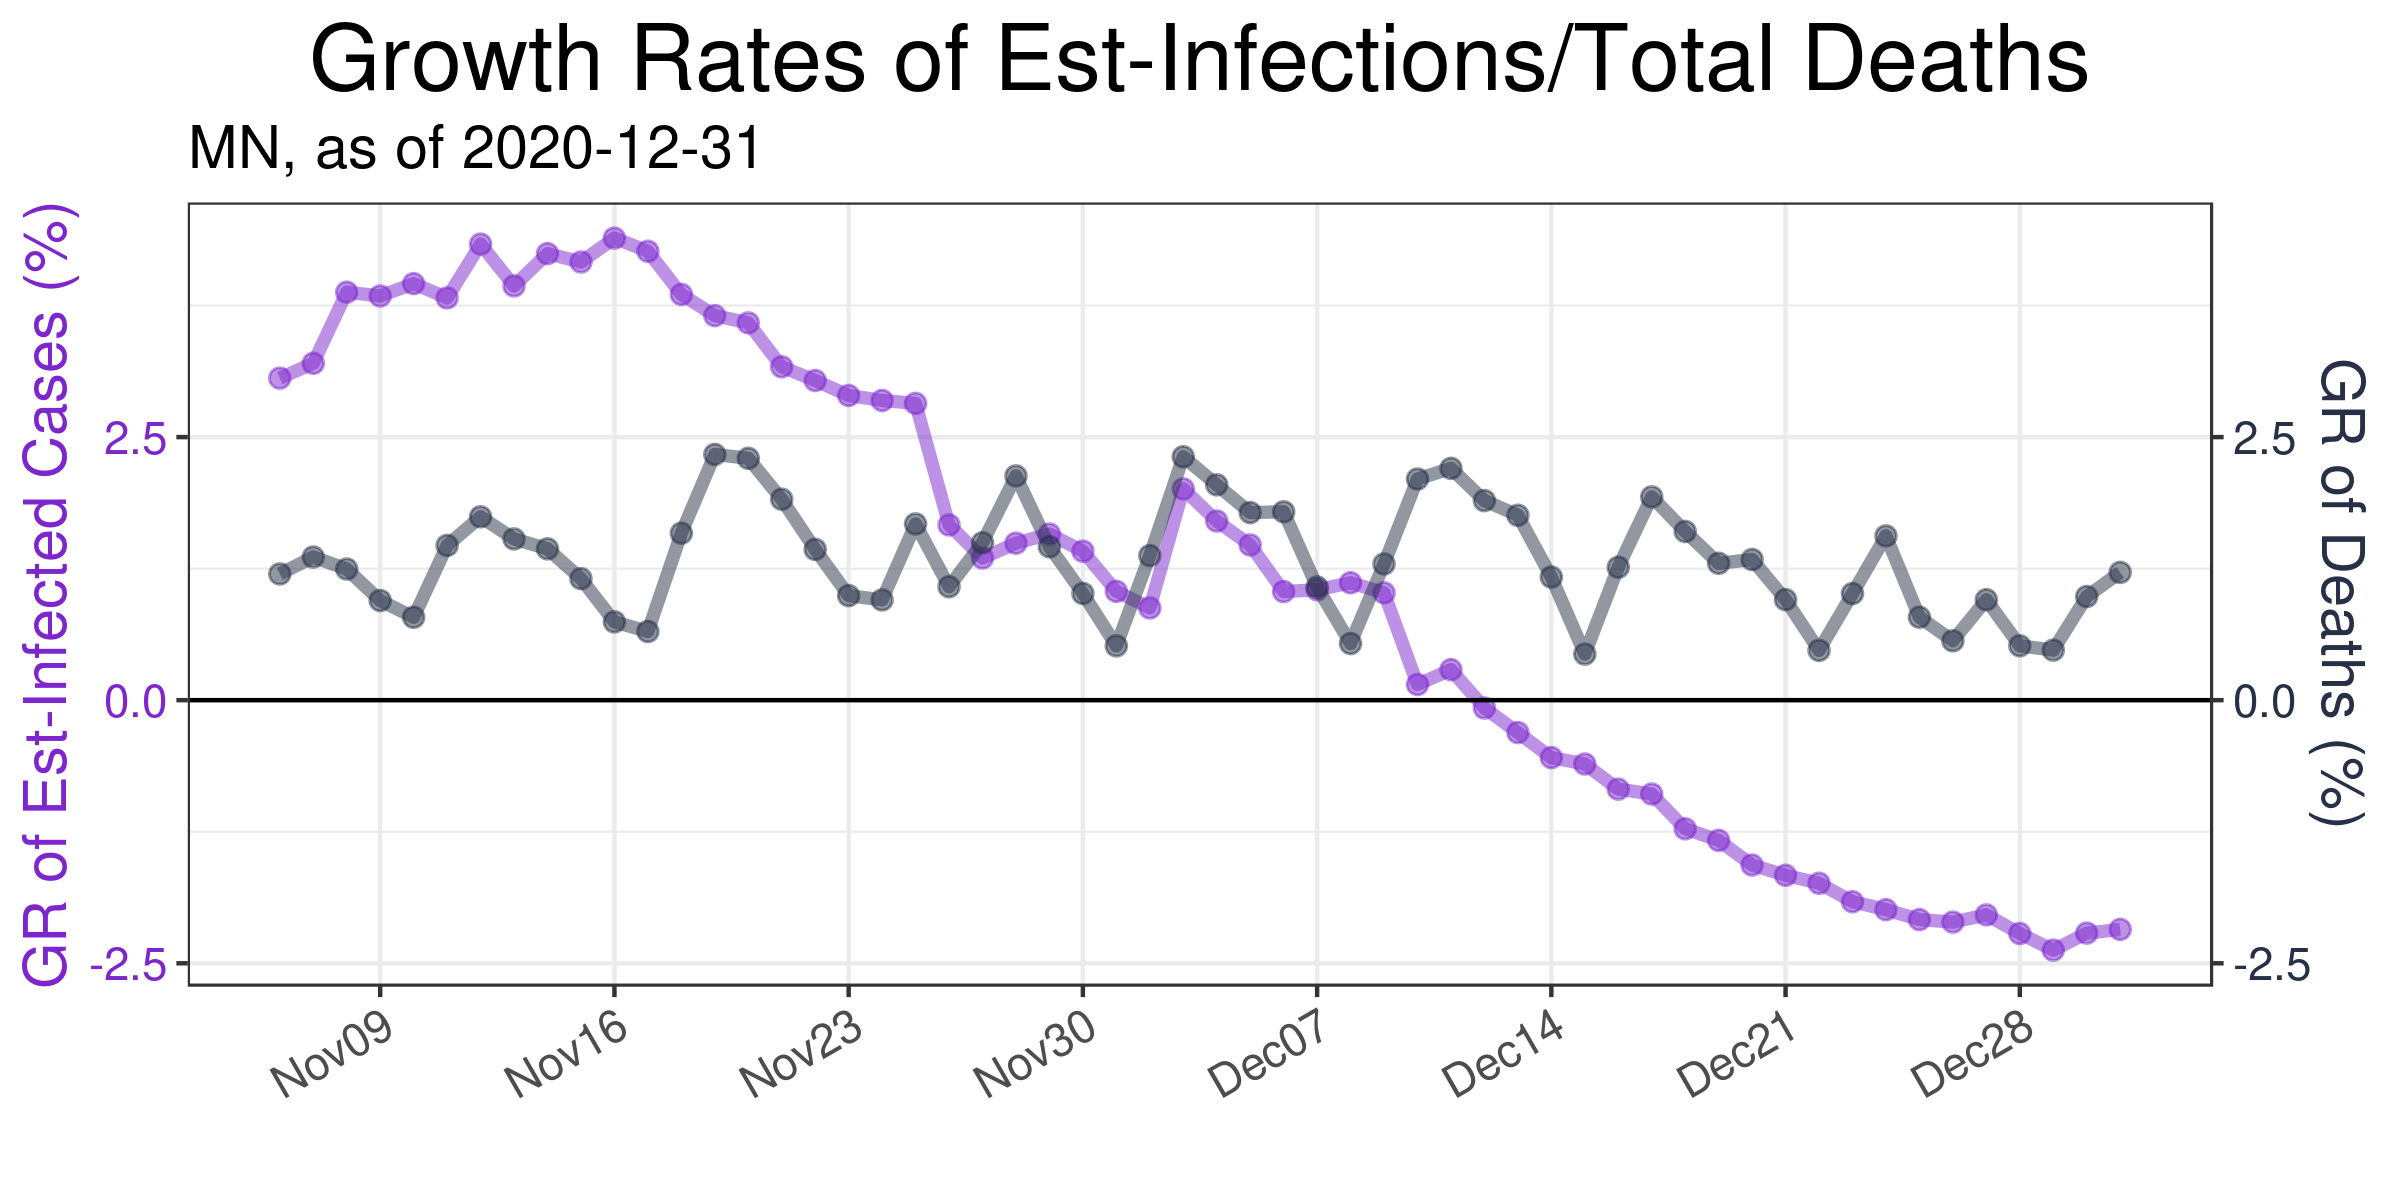 Growth Rates of Est-Infections/Total Deaths
MN, as of 2020-12-31
GR of Est-Infected Cases (%)
2.5
0.0
-2.5
2.5
0.0
-2.5
GR of Deaths (%)
Nov09
Nov16
Nov23
Nov30
Dec07
Dec14
Dec21
Dec28